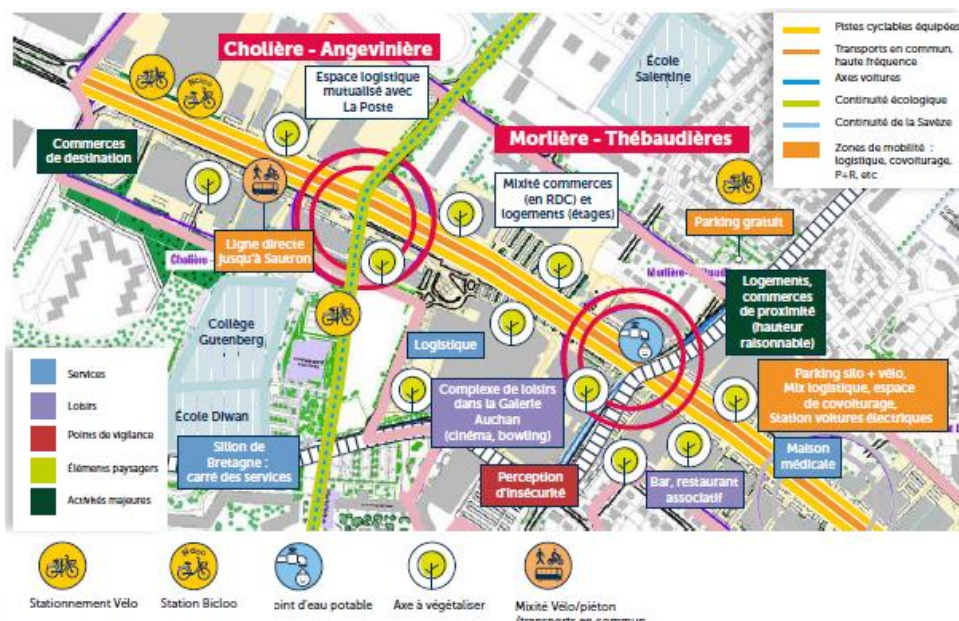 Cholière - Angevinière
Espace logistique
mutualisé avec
La Poste
École
Salentine
Pistes cyclables équipées
Transports en commun,
haute fréquence
Axes voitures
Continuité écologique
Continuité de la Savèze
Zones de mobilité :
logistique, covoiturage,
P+R, etc
bicloo
Commerces
de destination
Morlière - Thébaudières
Mixité commerces
(en RDC) et
logements (étages)
Parking gratuit
Ligne directe
jusqu'à Sautron
Cholière -
Logements,
commerces
de proximité
(hauteur
raisonnable)
Collège
Gutenberg
Logistique
Services
Loisirs
Points de vigilance
Éléments paysagers
Activités majeures
École Diwan
Sillon de
Bretagne :
carré des services
Complexe de loisirs
dans la Galerie
Auchan
(cinéma, bowling)
Parking silo + vélo,
Mix logistique, espace
de covoiturage,
Station voitures électriques
Perception
d'insécurité
Bar, restaurant
associatif
Maison
médicale
bicloo
Stationnement Vélo
Station Bicloo
oint d'eau potable
Axe à végétaliser
Mixité Vélo/piéton
/transports en commun